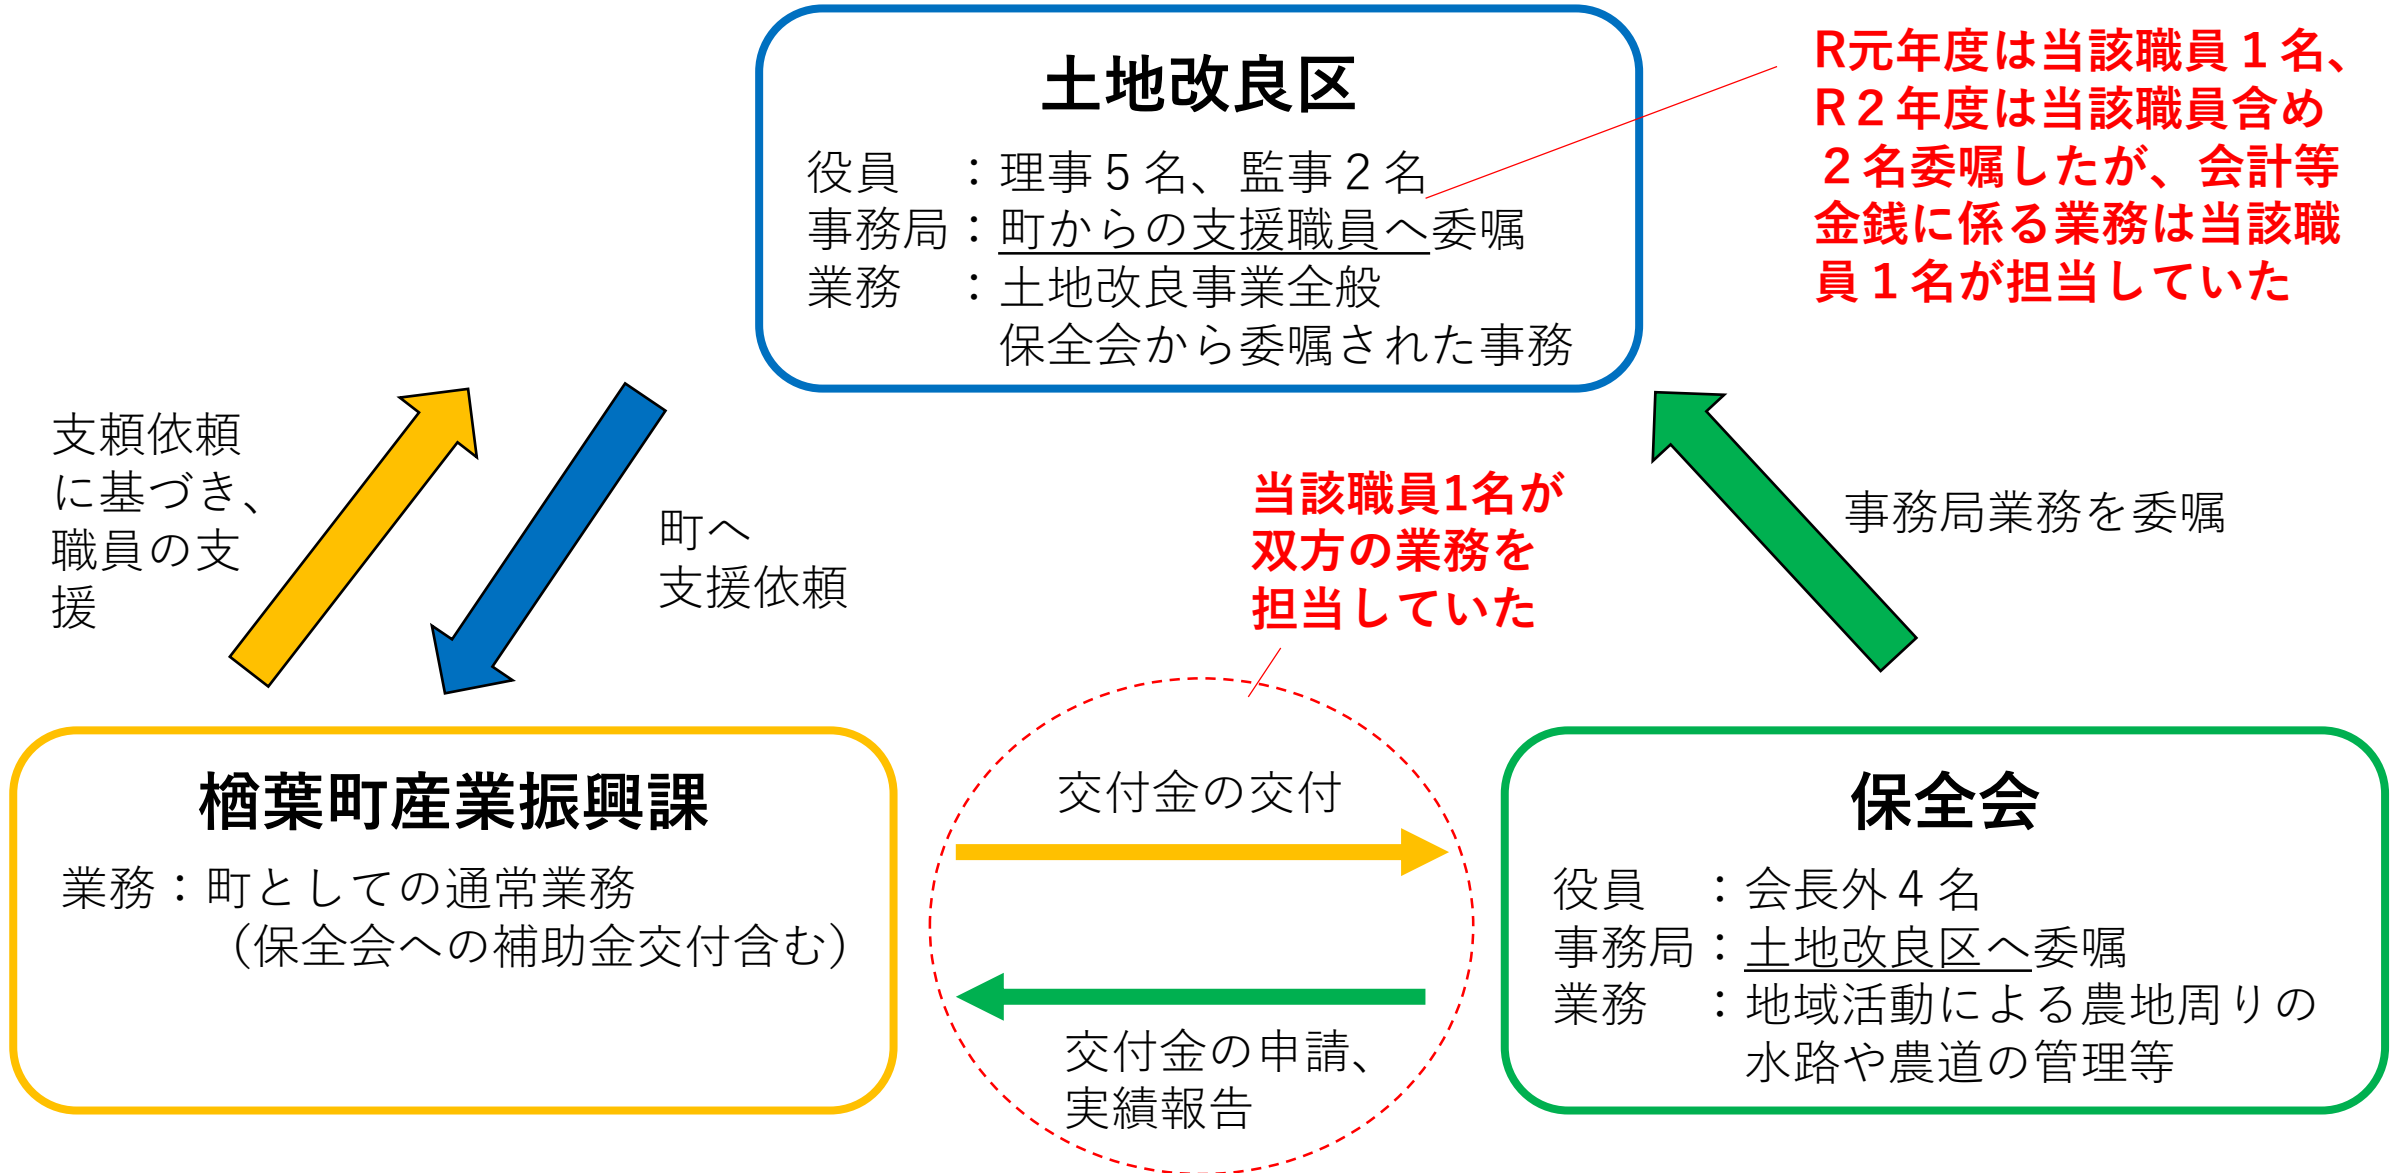 土地改良区
役員　：理事５名、監事２名
事務局：町からの支援職員へ委嘱
業務　：土地改良事業全般
保全会から委嘱された事務
R元年度は当該職員１名、
R２年度は当該職員含め
２名委嘱したが、会計等
金銭に係る業務は当該職
員１名が担当していた
支頼依頼
に基づき、
職員の支
援
町へ
支援依頼
当該職員1名が
双方の業務を
担当していた
事務局業務を委嘱
楢葉町産業振興課
業務：町としての通常業務
（保全会への補助金交付含む）
交付金の交付
交付金の申請、
実績報告
保全会
役員　：会長外４名
事務局：土地改良区へ委嘱
業務　：地域活動による農地周りの
水路や農道の管理等